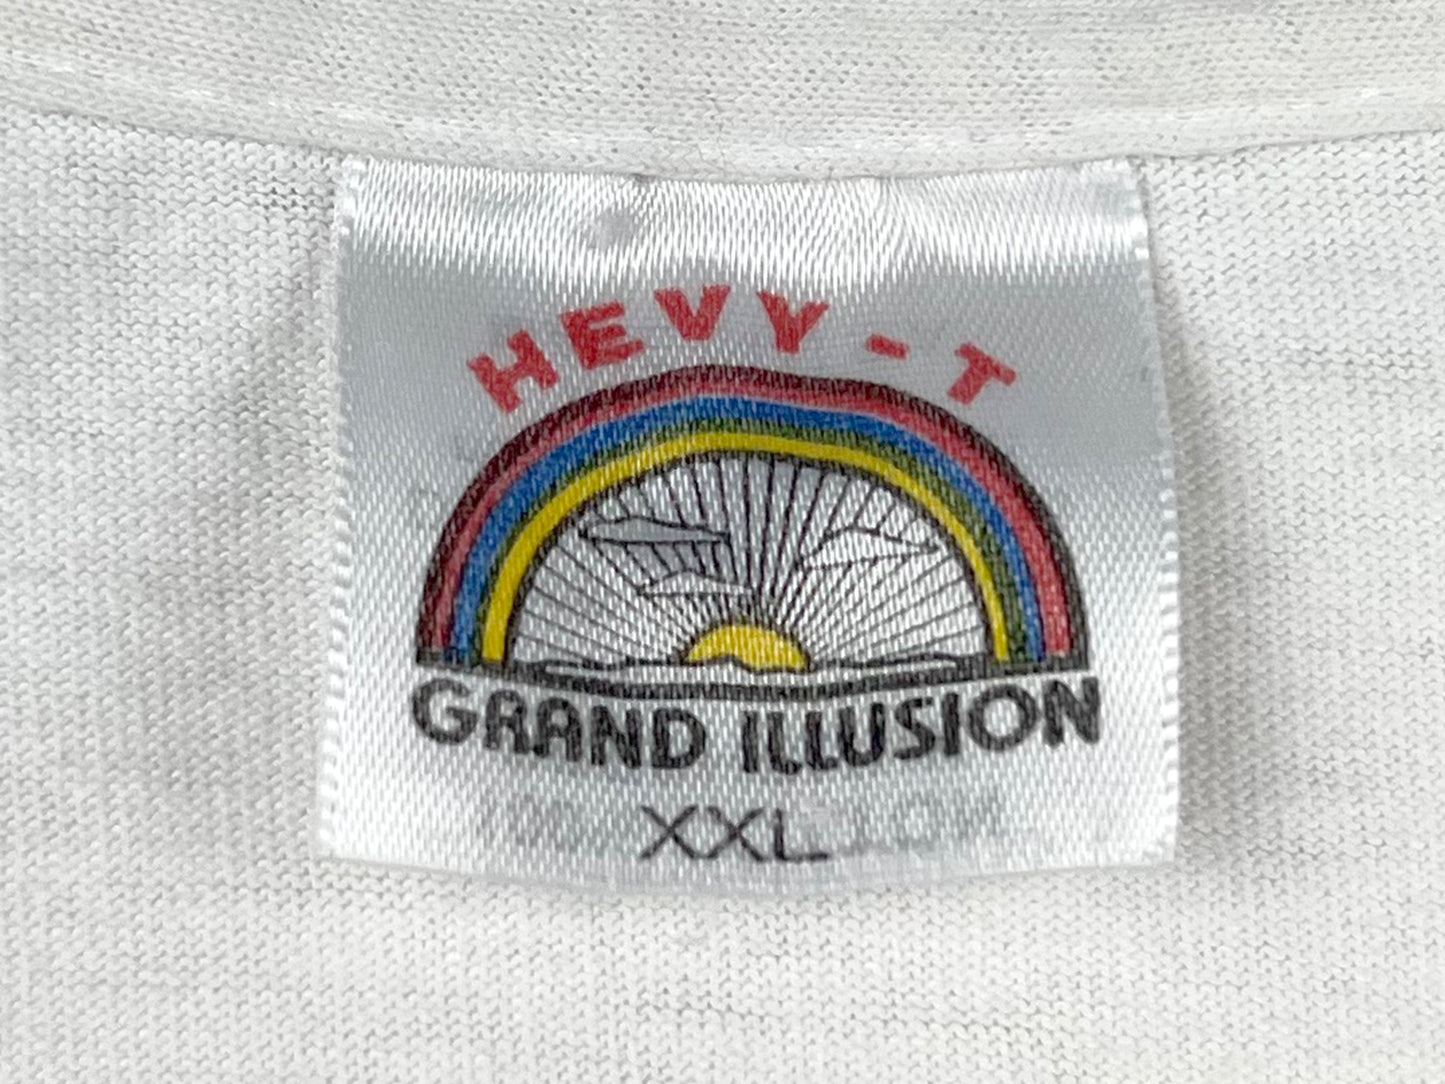 HEVY-T
GRAND ILLUSION
XXL